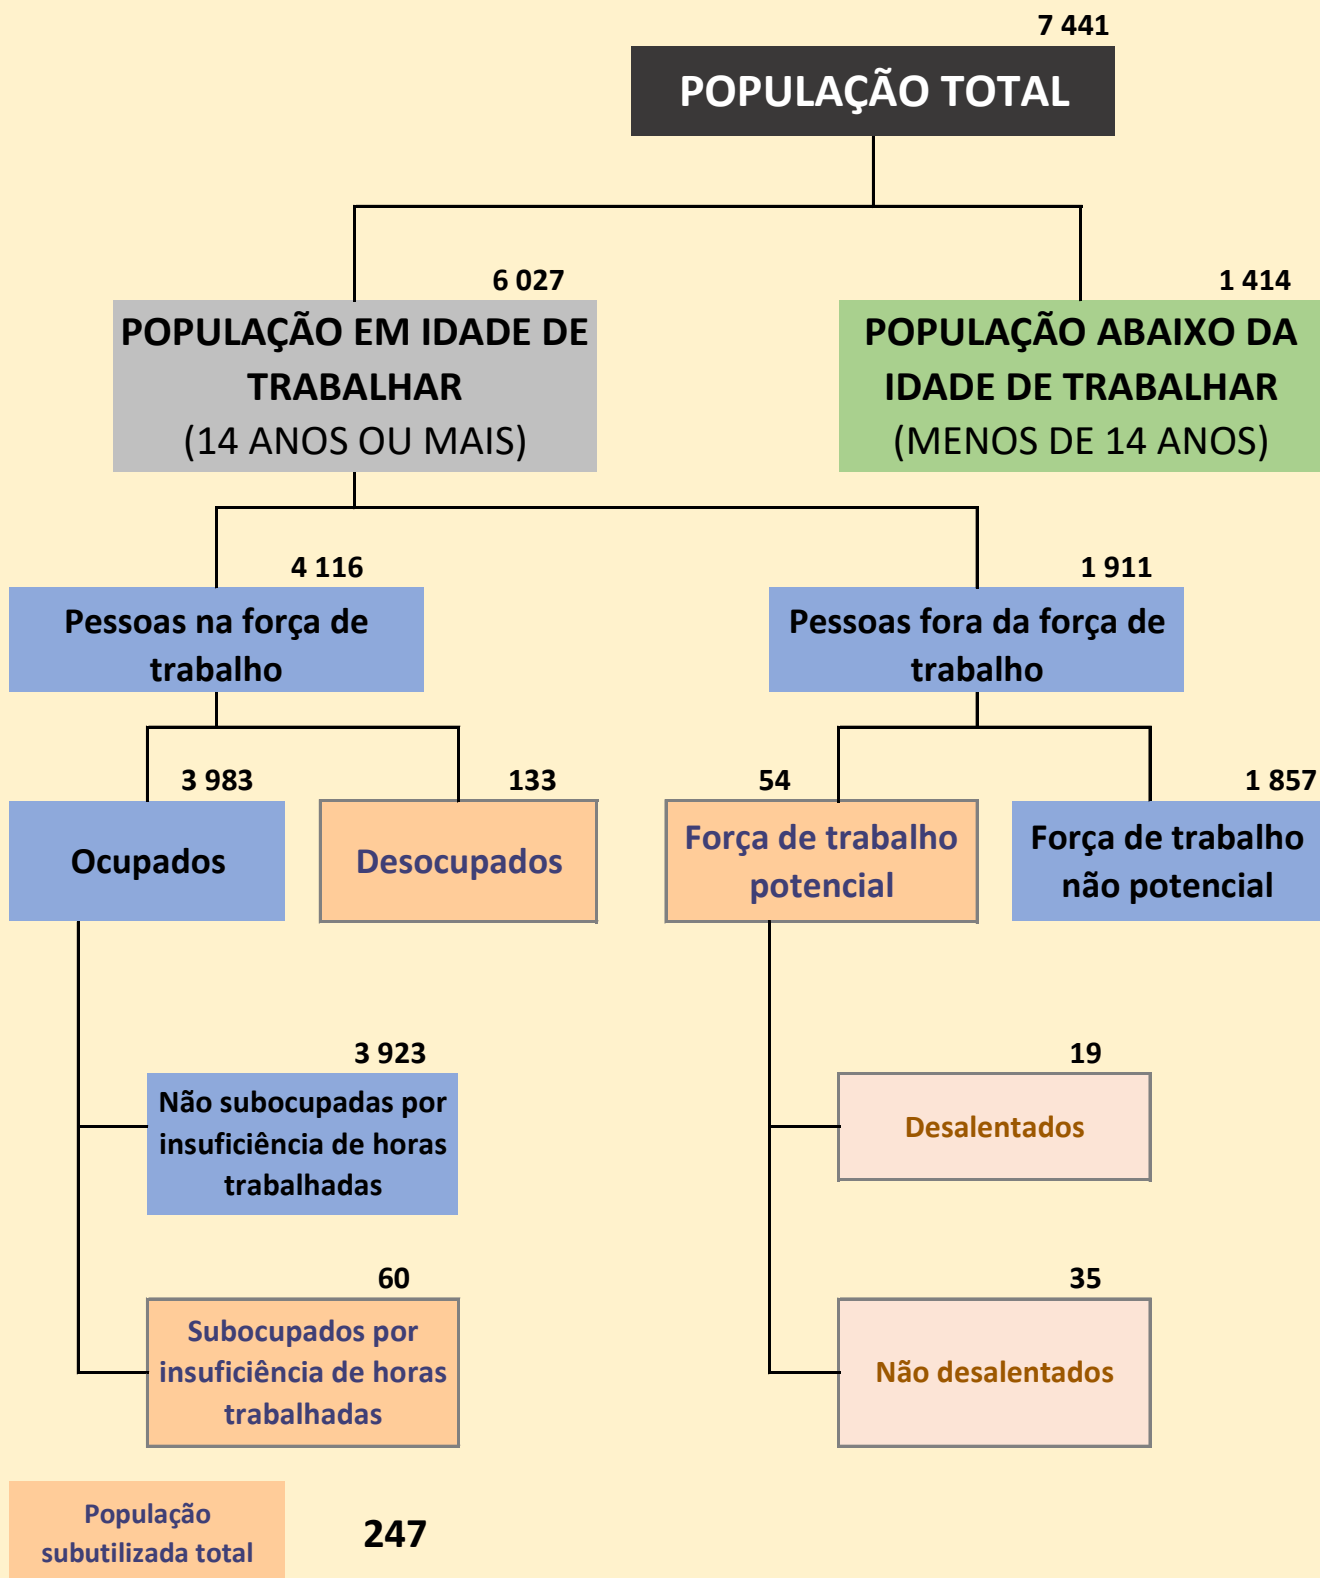 7 441
POPULAÇÃO TOTAL
6 027
POPULAÇÃO EM IDADE DE
TRABALHAR
(14 ANOS OU MAIS)
1 414
POPULAÇÃO ABAIXO DA
IDADE DE TRABALHAR
(MENOS DE 14 ANOS)
4 116
Pessoas na força de
trabalho
1 911
Pessoas fora da força de
trabalho
3 983
Ocupados
133
Desocupados
54
Força de trabalho
potencial
1 857
Força de trabalho
não potencial
3 923
Não subocupadas por
insuficiência de horas
trabalhadas
19
Desalentados
60
Subocupados por
insuficiência de horas
trabalhadas
35
Não desalentados
População
subutilizada total
247